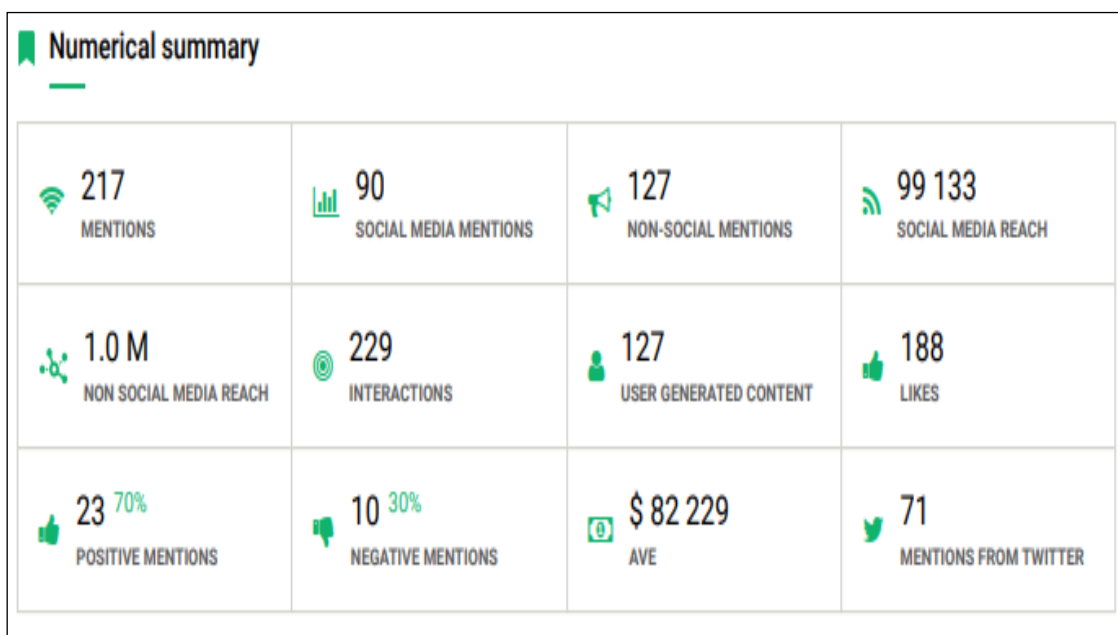 Numerical summary
217
MENTIONS
90
SOCIAL MEDIA MENTIONS
127
NON-SOCIAL MENTIONS
99 133
SOCIAL MEDIA REACH
1.0 M
NON SOCIAL MEDIA REACH
229
INTERACTIONS
127
USER GENERATED CONTENT
188
LIKES
23 70%
POSITIVE MENTIONS
10 30%
NEGATIVE MENTIONS
$ 82 229
AVE
71
MENTIONS FROM TWITTER